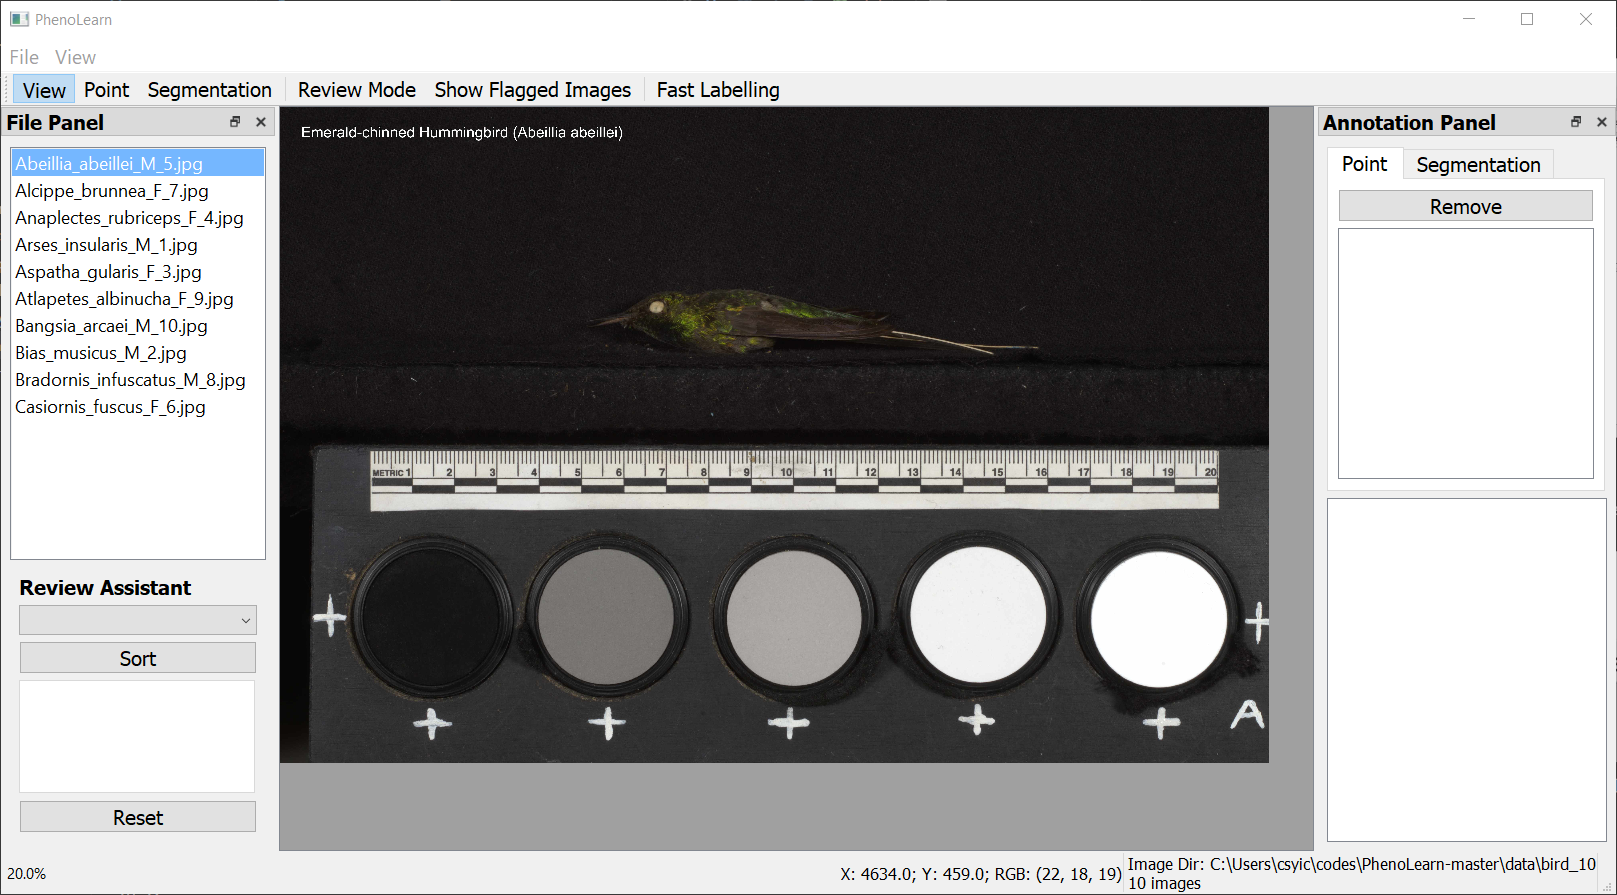 PhenoLearn
File View
View Point Segmentation Review Mode Show Flagged Images Fast Labelling
File Panel
Abeillia_abeillei_M_5.jpg
Alcippe_brunnea_F_7.jpg
Anaplectes_rubriceps_F_4.jpg
Arses_insularis_M_1.jpg
Aspatha_gularis_F_3.jpg
Atlapetes_albinucha_F_9.jpg
Bangsia_arcaei_M_10.jpg
Bias_musicus_M_2.jpg
Bradornis_infuscatus_M_8.jpg
Casiornis_fuscus_F_6.jpg
Review Assistant
Sort
Reset
20.0%
Emerald-chinned Hummingbird (Abeillia abeillei)
METRIC 1 2 3 4 5 6 7 8 9 10 11 12 13 14 15 16 17 18 19 20
A
Annotation Panel
Point Segmentation
Remove
X: 4634.0; Y: 459.0; RGB: (22, 18, 19)
Image Dir: C:\Users\csyic\codes\PhenoLearn-master\data\bird_10
10 images